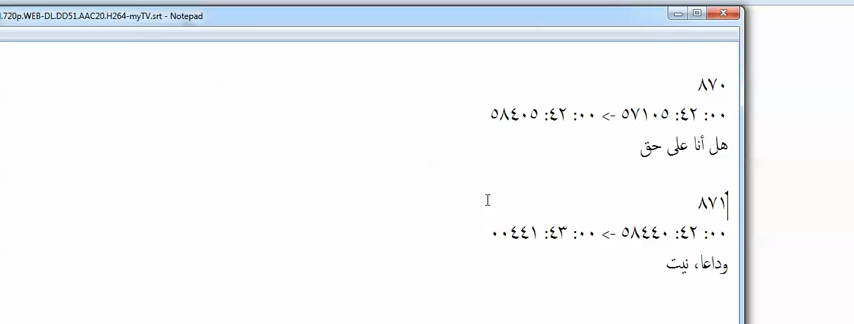 l.720p.WEB-DL.DD51.AAC20.H264-myTV.srt - Notepad
٨٧٠
٠٠: ٤٢: ٥٧١٠٥ <- ٠٠: ٤٢: ٥٨٤٠٥
هل أنا على حق
٨٧١
٠٠: ٤٢: ٥٨٤٤٠ <- ٠٠: ٤٣: ٠٠٤٤١
وداعا، نيت